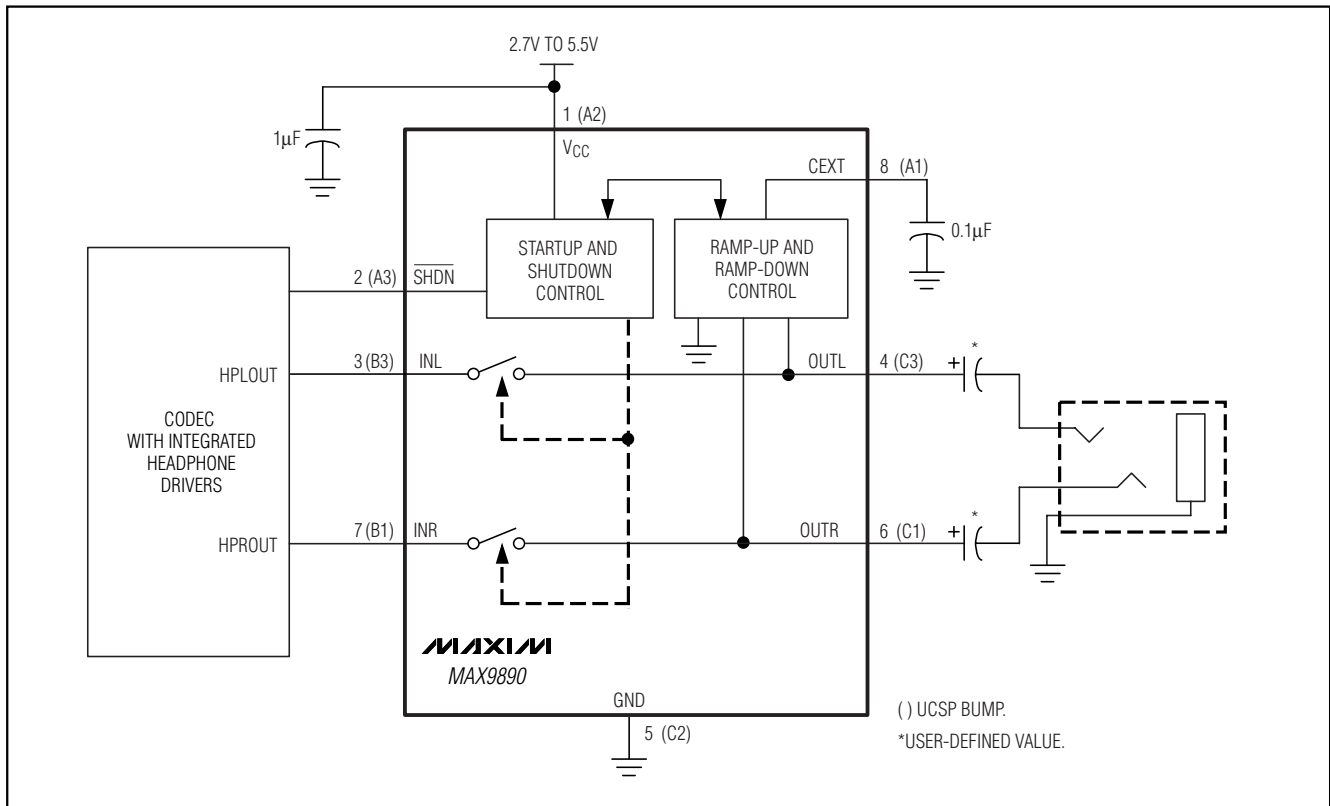 2.7V TO 5.5V
1 (A2)
1µF
VCC
CEXT
8 (A1)
0.1µF
STARTUP AND
SHUTDOWN
CONTROL
RAMP-UP AND
RAMP-DOWN
CONTROL
2 (A3)
SHDN
HPLOUT
3 (B3)
INL
OUTL
4 (C3)
+
*
CODEC
WITH INTEGRATED
HEADPHONE
DRIVERS
HPROUT
7 (B1)
INR
OUTR
6 (C1)
+
*
MAXIM
MAX9890
GND
5 (C2)
( ) UCSP BUMP.
*USER-DEFINED VALUE.